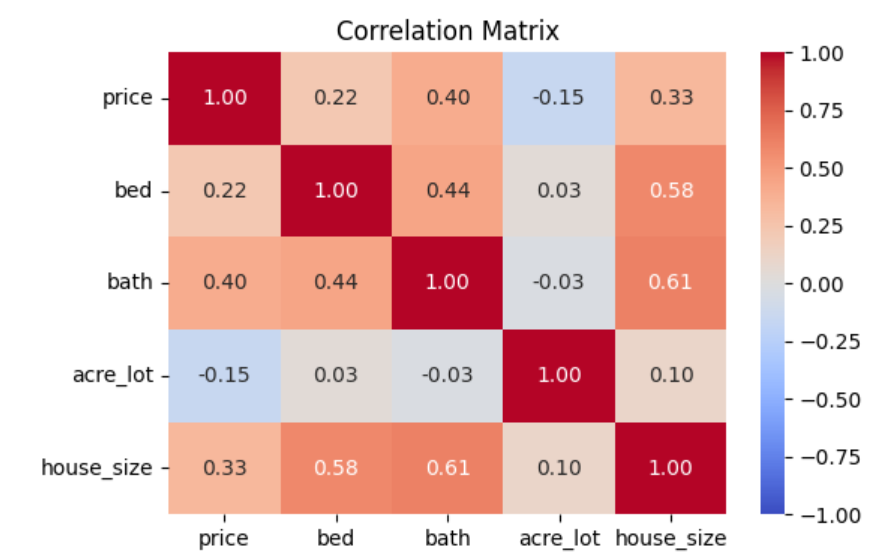 Correlation Matrix
price 1.00 0.22 0.40 -0.15 0.33
bed 0.22 1.00 0.44 0.03 0.58
bath 0.40 0.44 1.00 -0.03 0.61
acre_lot -0.15 0.03 -0.03 1.00 0.10
house_size 0.33 0.58 0.61 0.10 1.00
price bed bath acre_lot house_size
1.00
0.75
0.50
0.25
0.00
−0.25
−0.50
−0.75
−1.00